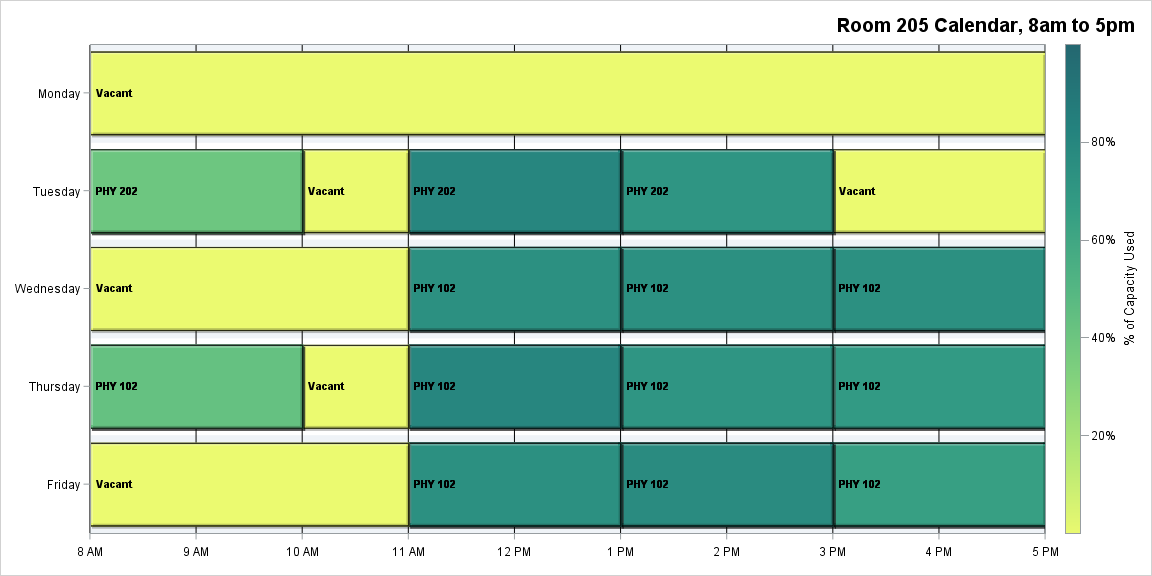 Room 205 Calendar, 8am to 5pm
Monday
Vacant
Tuesday
PHY 202
Vacant
PHY 202
PHY 202
Vacant
Wednesday
Vacant
PHY 102
PHY 102
PHY 102
Thursday
PHY 102
Vacant
PHY 102
PHY 102
PHY 102
Friday
Vacant
PHY 102
PHY 102
PHY 102
8 AM
9 AM
10 AM
11 AM
12 PM
1 PM
2 PM
3 PM
4 PM
5 PM
80%
60%
40%
20%
% of Capacity Used